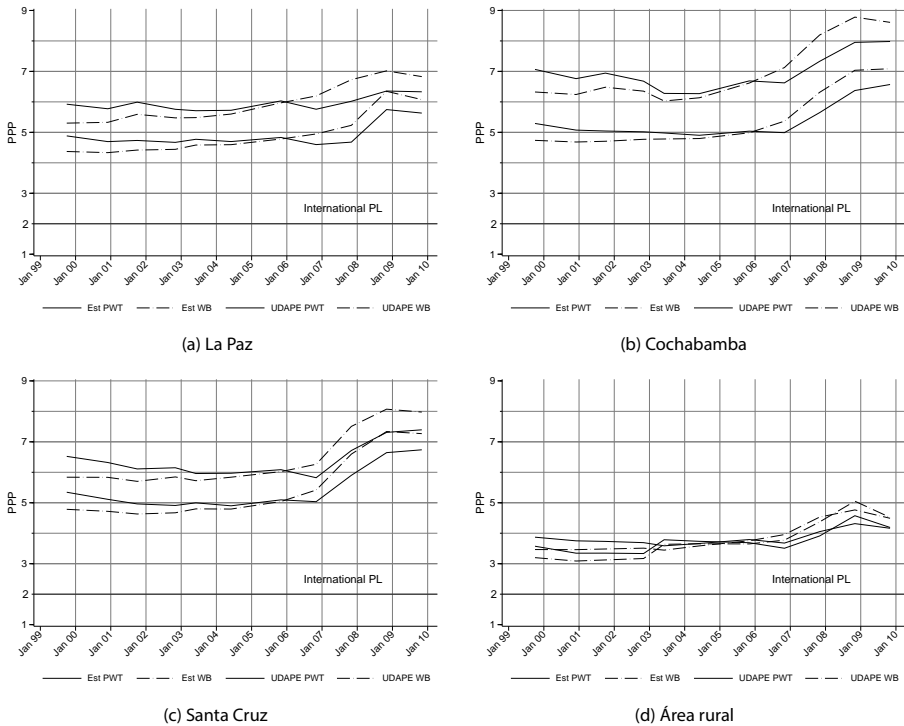 9
7
5
3
2
1
PPP
International PL
Jan 99 Jan 00 Jan 01 Jan 02 Jan 03 Jan 04 Jan 05 Jan 06 Jan 07 Jan 08 Jan 09 Jan 10
Est PWT Est WB UDAPE PWT UDAPE WB
(a) La Paz
9
7
5
3
2
1
PPP
International PL
Jan 99 Jan 00 Jan 01 Jan 02 Jan 03 Jan 04 Jan 05 Jan 06 Jan 07 Jan 08 Jan 09 Jan 10
Est PWT Est WB UDAPE PWT UDAPE WB
(b) Cochabamba
9
7
5
3
2
1
PPP
International PL
Jan 99 Jan 00 Jan 01 Jan 02 Jan 03 Jan 04 Jan 05 Jan 06 Jan 07 Jan 08 Jan 09 Jan 10
Est PWT Est WB UDAPE PWT UDAPE WB
(c) Santa Cruz
9
7
5
3
2
1
PPP
International PL
Jan 99 Jan 00 Jan 01 Jan 02 Jan 03 Jan 04 Jan 05 Jan 06 Jan 07 Jan 08 Jan 09 Jan 10
Est PWT Est WB UDAPE PWT UDAPE WB
(d) Área rural